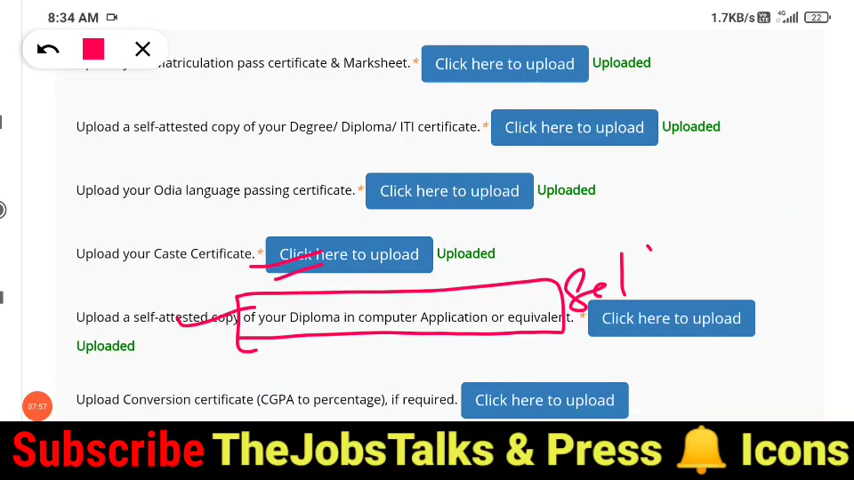 8:34 AM 1.7KB/s 4G 22
Matriculation pass certificate & Marksheet.* Click here to upload Uploaded
Upload a self-attested copy of your Degree/ Diploma/ ITI certificate.* Click here to upload Uploaded
Upload your Odia language passing certificate.* Click here to upload Uploaded
Upload your Caste Certificate.* Click here to upload Uploaded
Upload a self-attested copy of your Diploma in computer Application or equivalent. * Click here to upload
Uploaded
Upload Conversion certificate (CGPA to percentage), if required. Click here to upload
07:57
Subscribe TheJobsTalks & Press 🔔 Icons